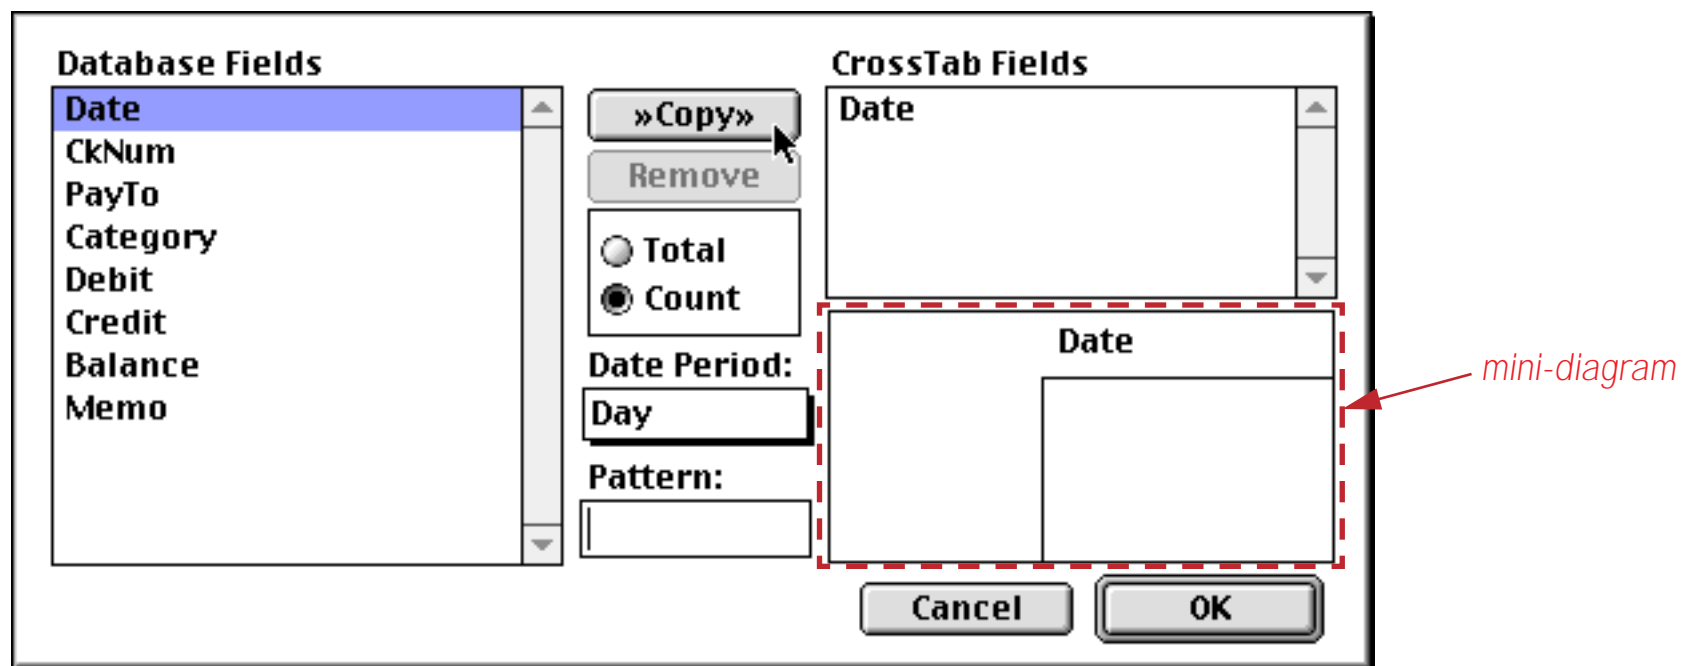 Database Fields
Date
CkNum
PayTo
Category
Debit
Credit
Balance
Memo
»Copy»
Remove
Total
Count
Date Period:
Day
Pattern:
CrossTab Fields
Date
Date
mini-diagram
Cancel
OK